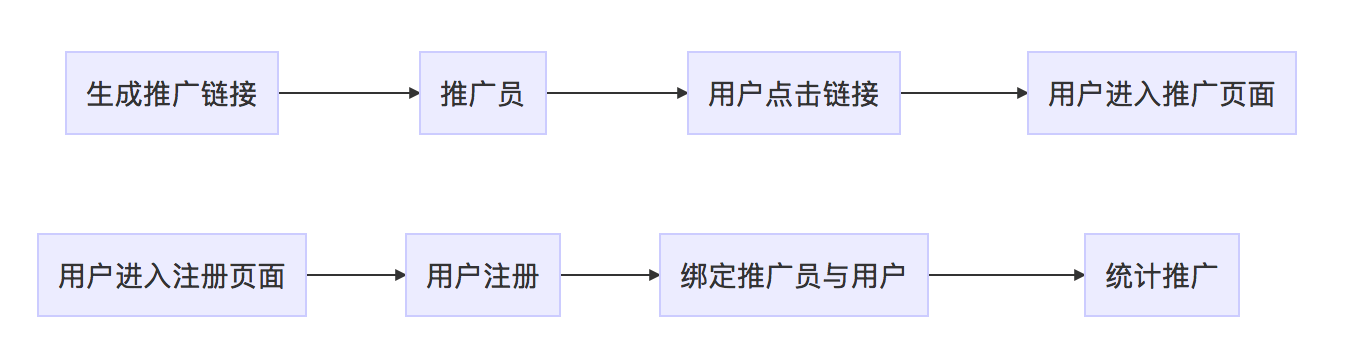 生成推广链接
推广员
用户点击链接
用户进入推广页面
用户进入注册页面
用户注册
绑定推广员与用户
统计推广